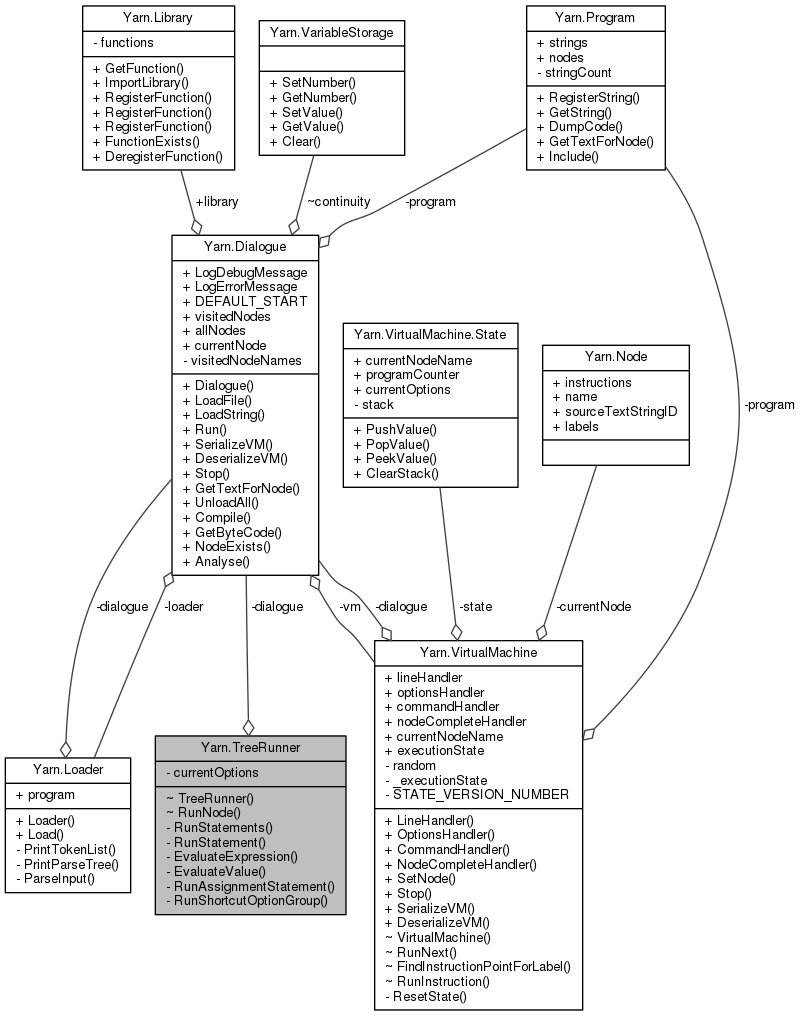 Yarn.Library
- functions
+ GetFunction()
+ ImportLibrary()
+ RegisterFunction()
+ RegisterFunction()
+ RegisterFunction()
+ FunctionExists()
+ DeregisterFunction()
Yarn.VariableStorage
+ SetNumber()
+ GetNumber()
+ SetValue()
+ GetValue()
+ Clear()
Yarn.Program
+ strings
+ nodes
- stringCount
+ RegisterString()
+ GetString()
+ DumpCode()
+ GetTextForNode()
+ Include()
+library
~continuity
-program
Yarn.Dialogue
+ LogDebugMessage
+ LogErrorMessage
+ DEFAULT_START
+ visitedNodes
+ allNodes
+ currentNode
- visitedNodeNames
+ Dialogue()
+ LoadFile()
+ LoadString()
+ Run()
+ SerializeVM()
+ DeserializeVM()
+ Stop()
+ GetTextForNode()
+ UnloadAll()
+ Compile()
+ GetByteCode()
+ NodeExists()
+ Analyse()
Yarn.VirtualMachine.State
+ currentNodeName
+ programCounter
+ currentOptions
- stack
+ PushValue()
+ PopValue()
+ PeekValue()
+ ClearStack()
Yarn.Node
+ instructions
+ name
+ sourceTextStringID
+ labels
-program
-dialogue
-loader
-dialogue
-vm
-dialogue
-state
-currentNode
Yarn.Loader
+ program
+ Loader()
+ Load()
- PrintTokenList()
- PrintParseTree()
- ParseInput()
Yarn.TreeRunner
- currentOptions
~ TreeRunner()
~ RunNode()
- RunStatements()
- RunStatement()
- EvaluateExpression()
- EvaluateValue()
- RunAssignmentStatement()
- RunShortcutOptionGroup()
Yarn.VirtualMachine
+ lineHandler
+ optionsHandler
+ commandHandler
+ nodeCompleteHandler
+ currentNodeName
+ executionState
- random
- _executionState
- STATE_VERSION_NUMBER
+ LineHandler()
+ OptionsHandler()
+ CommandHandler()
+ NodeCompleteHandler()
+ SetNode()
+ Stop()
+ SerializeVM()
+ DeserializeVM()
~ VirtualMachine()
~ RunNext()
~ FindInstructionPointForLabel()
~ RunInstruction()
- ResetState()